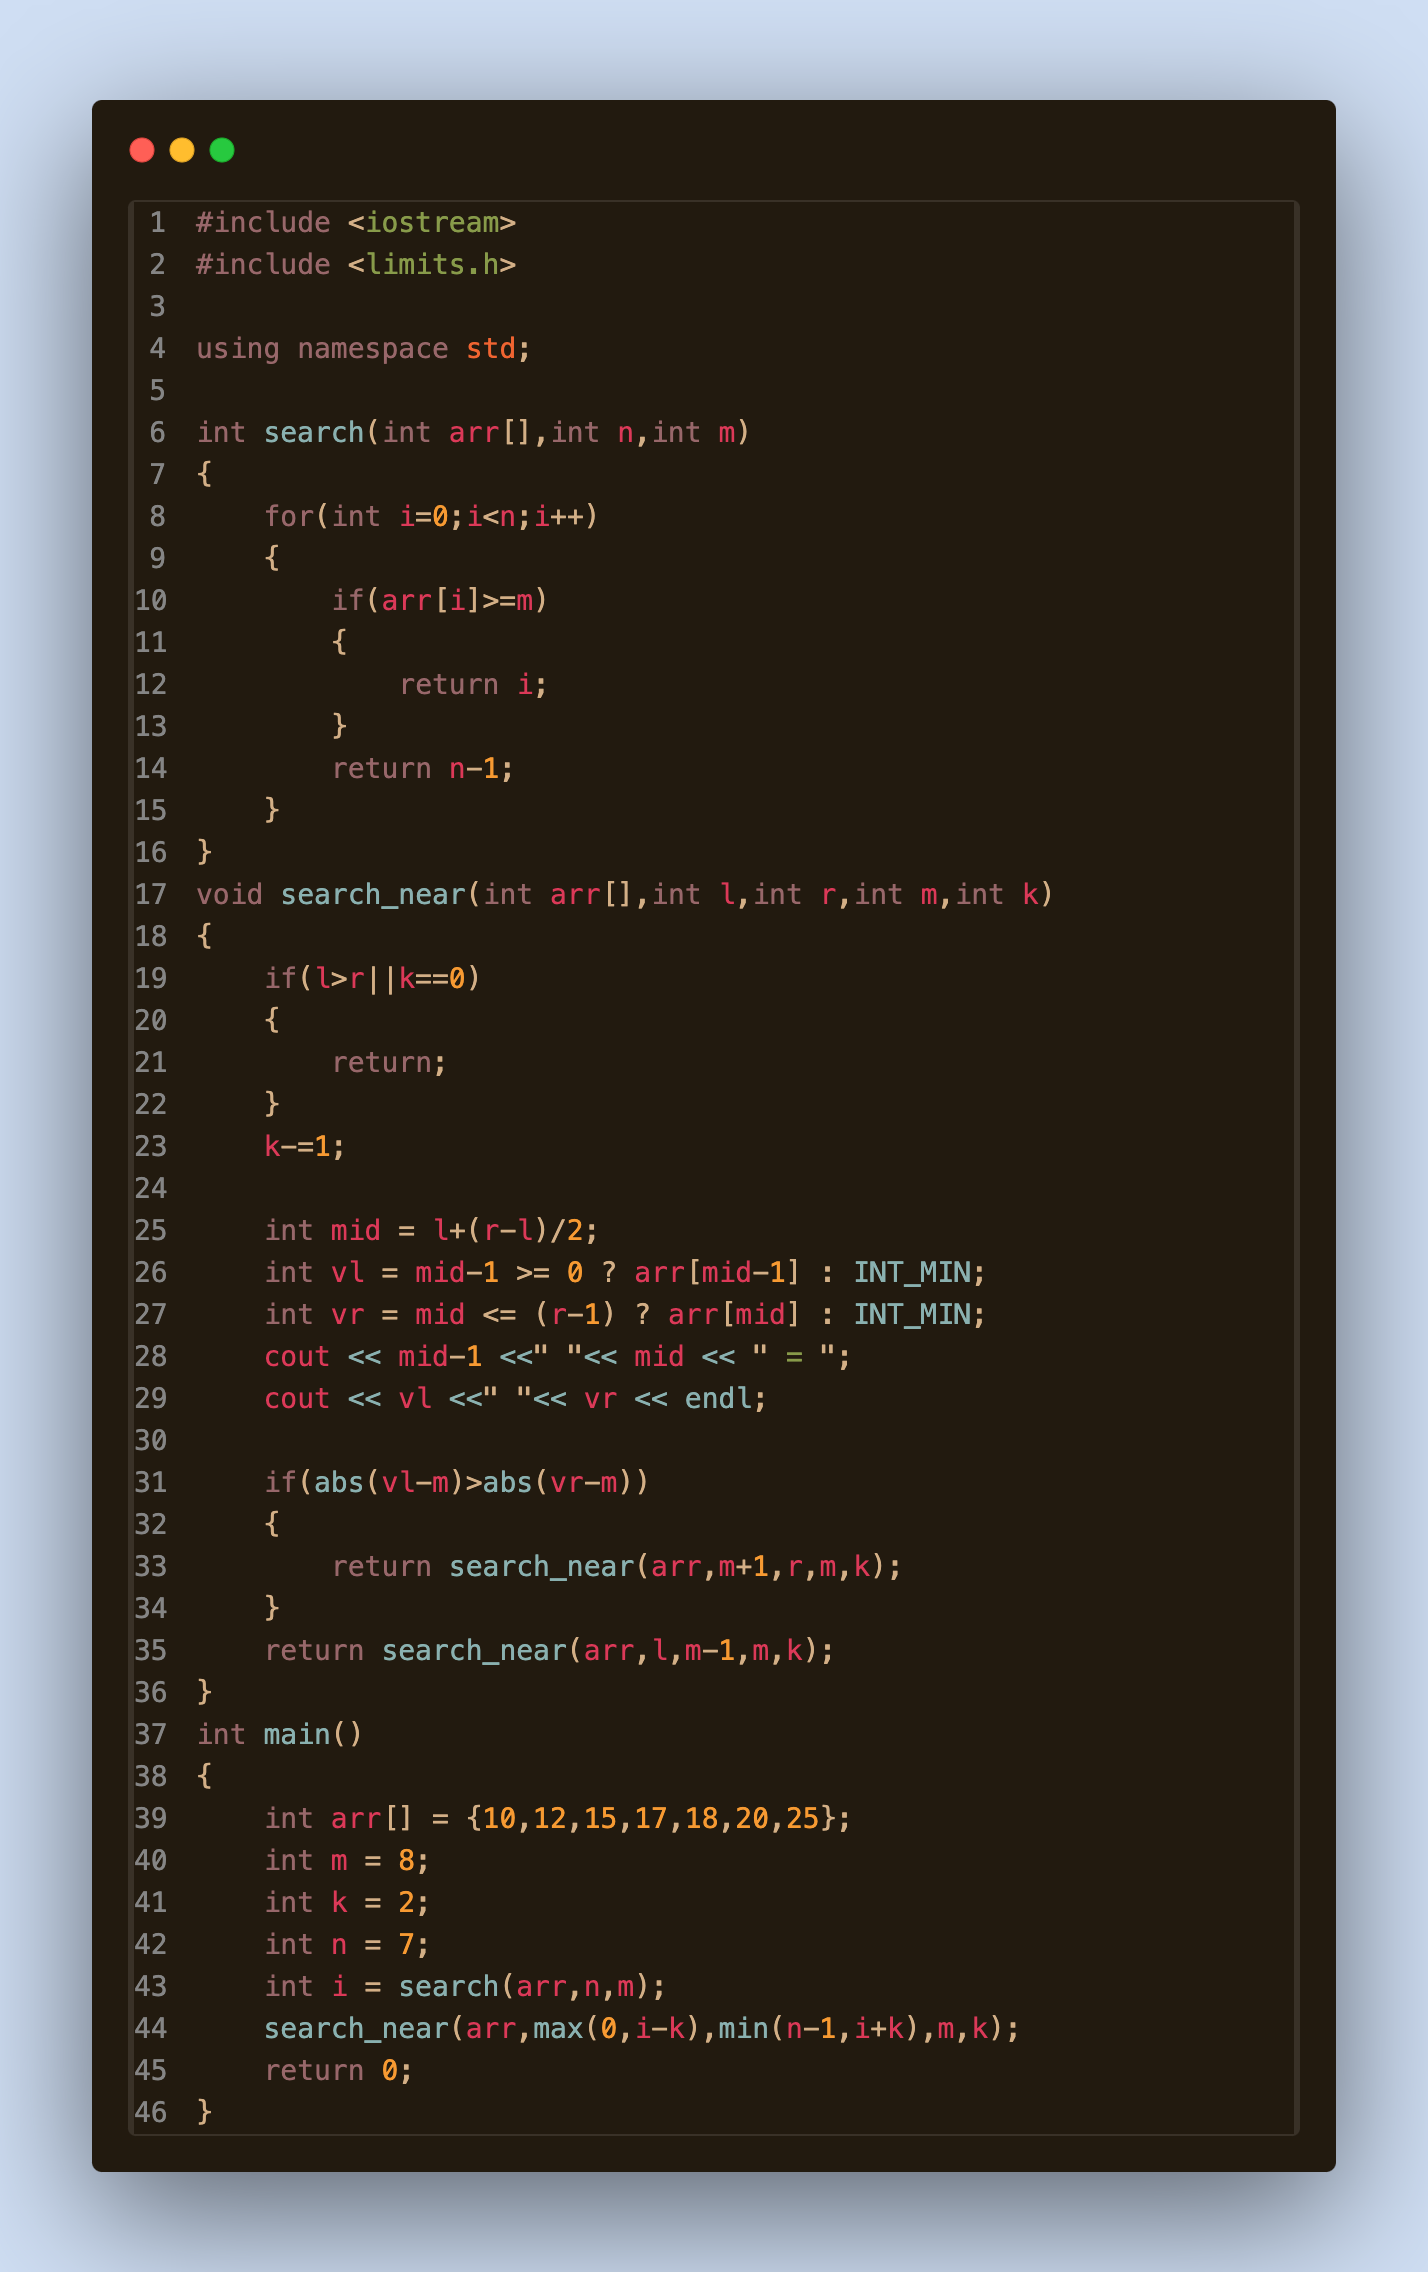 1 #include <iostream>
2 #include <limits.h>
3
4 using namespace std;
5
6 int search(int arr[],int n,int m)
7 {
8     for(int i=0;i<n;i++)
9     {
10         if(arr[i]>=m)
11         {
12             return i;
13         }
14         return n-1;
15     }
16 }
17 void search_near(int arr[],int l,int r,int m,int k)
18 {
19     if(l>r||k==0)
20     {
21         return;
22     }
23     k-=1;
24
25     int mid = l+(r-l)/2;
26     int vl = mid-1 >= 0 ? arr[mid-1] : INT_MIN;
27     int vr = mid <= (r-1) ? arr[mid] : INT_MIN;
28     cout << mid-1 <<" "<< mid << " = ";
29     cout << vl <<" "<< vr << endl;
30
31     if(abs(vl-m)>abs(vr-m))
32     {
33         return search_near(arr,m+1,r,m,k);
34     }
35     return search_near(arr,l,m-1,m,k);
36 }
37 int main()
38 {
39     int arr[] = {10,12,15,17,18,20,25};
40     int m = 8;
41     int k = 2;
42     int n = 7;
43     int i = search(arr,n,m);
44     search_near(arr,max(0,i-k),min(n-1,i+k),m,k);
45     return 0;
46 }